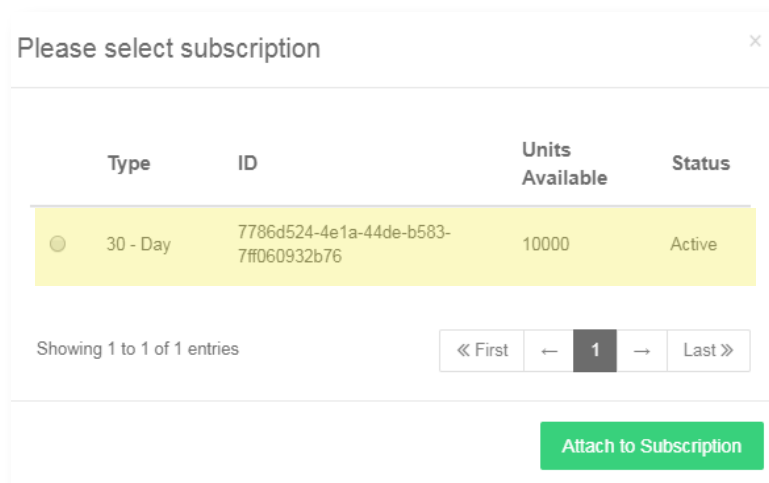 Please select subscription ×
Type ID Units Available Status
30 - Day 7786d524-4e1a-44de-b583-7ff060932b76 10000 Active
Showing 1 to 1 of 1 entries « First ← 1 → Last »
Attach to Subscription